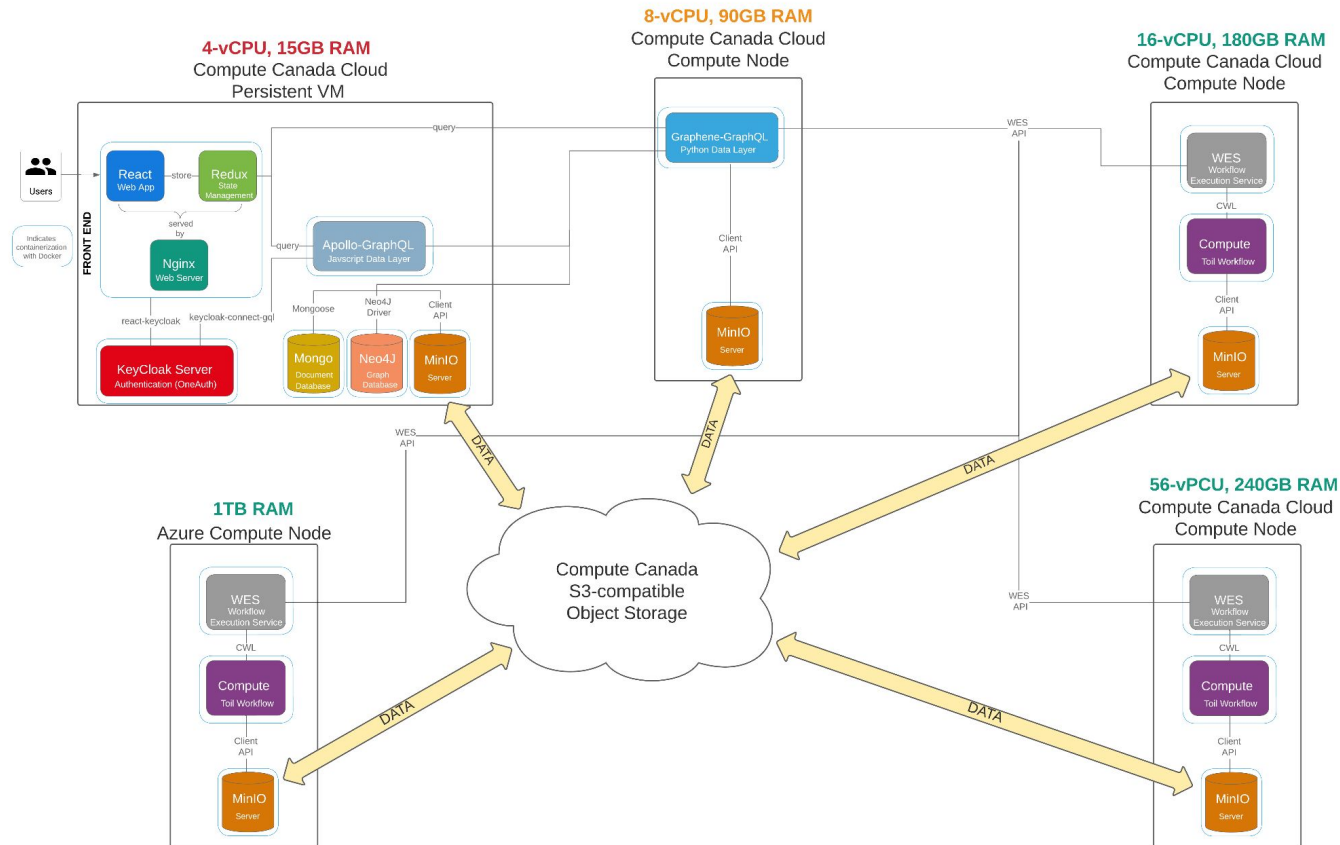 8-vCPU, 90GB RAM
Compute Canada Cloud
Compute Node
4-vCPU, 15GB RAM
Compute Canada Cloud
Persistent VM
16-vCPU, 180GB RAM
Compute Canada Cloud
Compute Node
Users
Indicates
containerization
with Docker
FRONT END
React
Web App
store
Redux
State
Management
served
by
Nginx
Web Server
query
query
Apollo-GraphQL
Javscript Data Layer
react-keycloak
keycloak-connect-gql
KeyCloak Server
Authentication (OneAuth)
Mongoose
Neo4J
Driver
Client
API
Mongo
Document
Database
Neo4J
Graph
Database
MinIO
Server
Graphene-GraphQL
Python Data Layer
Client
API
MinIO
Server
WES
API
WES
Workflow
Execution Service
CWL
Compute
Toil Workflow
Client
API
MinIO
Server
DATA
DATA
DATA
WES
API
1TB RAM
Azure Compute Node
WES
Workflow
Execution Service
CWL
Compute
Toil Workflow
Client
API
MinIO
Server
DATA
Compute Canada
S3-compatible
Object Storage
DATA
WES
API
56-vPCU, 240GB RAM
Compute Canada Cloud
Compute Node
WES
Workflow
Execution Service
CWL
Compute
Toil Workflow
Client
API
MinIO
Server